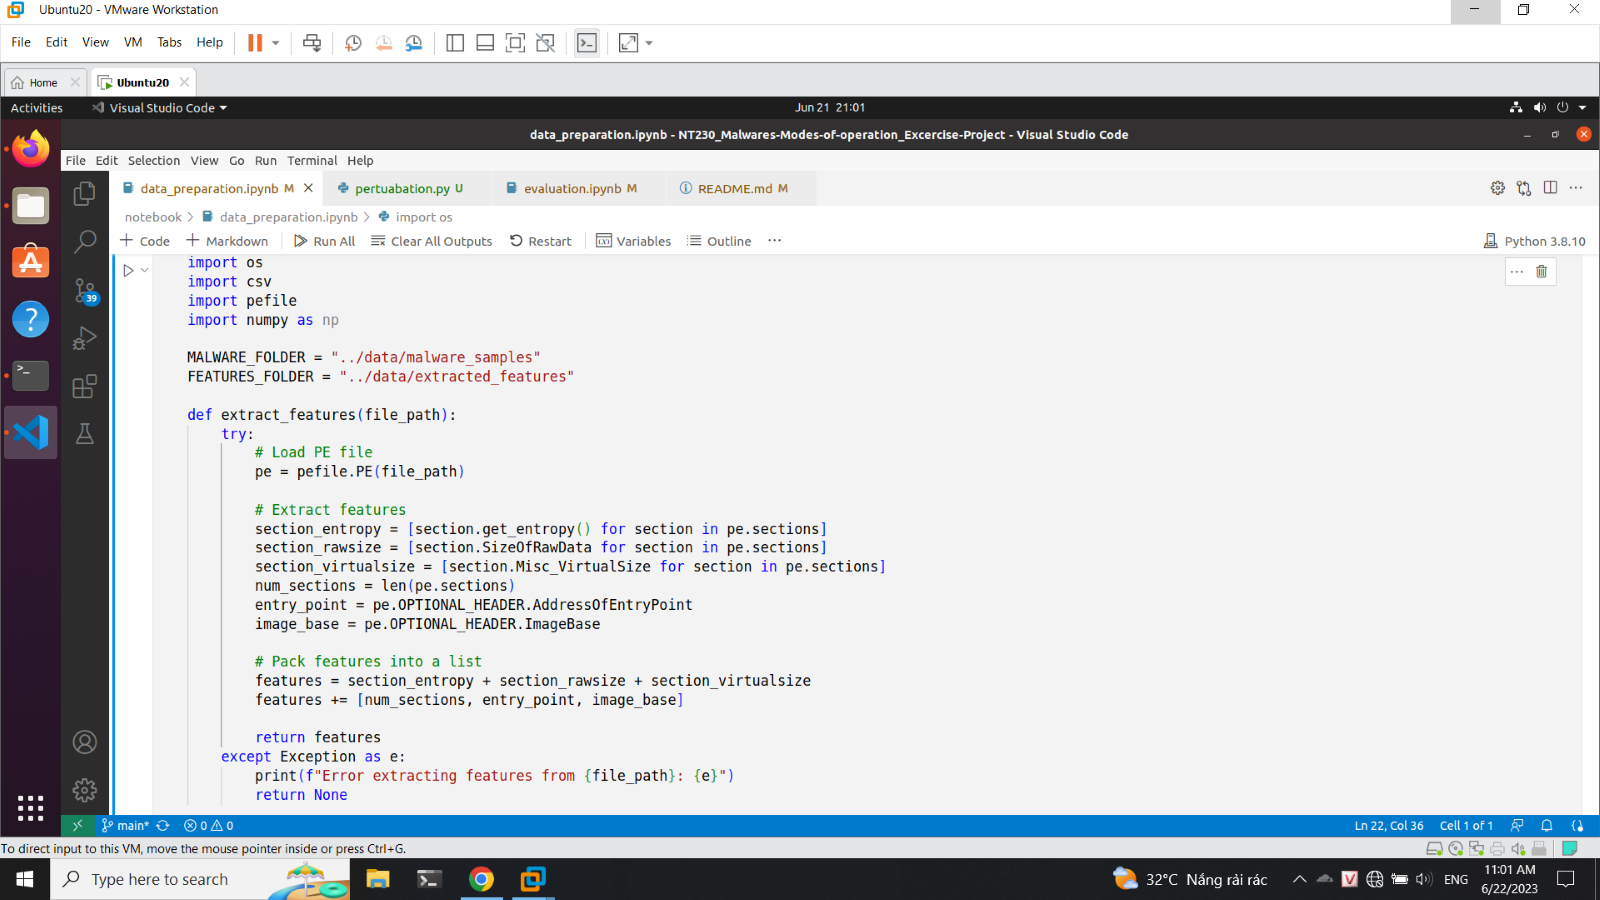 Ubuntu20 - VMware Workstation
File Edit View VM Tabs Help
Home
Ubuntu20
Activities Visual Studio Code Jun 21 21:01
data_preparation.ipynb - NT230_Malwares-Modes-of-operation_Excercise-Project - Visual Studio Code
File Edit Selection View Go Run Terminal Help
data_preparation.ipynb M pertuabation.py U evaluation.ipynb M README.md M
notebook > data_preparation.ipynb > import os
+ Code + Markdown Run All Clear All Outputs Restart Variables Outline ... Python 3.8.10
import os
import csv
import pefile
import numpy as np
MALWARE_FOLDER = "../data/malware_samples"
FEATURES_FOLDER = "../data/extracted_features"
def extract_features(file_path):
try:
# Load PE file
pe = pefile.PE(file_path)
# Extract features
section_entropy = [section.get_entropy() for section in pe.sections]
section_rawsize = [section.SizeOfRawData for section in pe.sections]
section_virtualsize = [section.Misc_VirtualSize for section in pe.sections]
num_sections = len(pe.sections)
entry_point = pe.OPTIONAL_HEADER.AddressOfEntryPoint
image_base = pe.OPTIONAL_HEADER.ImageBase
# Pack features into a list
features = section_entropy + section_rawsize + section_virtualsize
features += [num_sections, entry_point, image_base]
return features
except Exception as e:
print(f"Error extracting features from {file_path}: {e}")
return None
39
main* 0 0 Ln 22, Col 36 Cell 1 of 1
To direct input to this VM, move the mouse pointer inside or press Ctrl+G.
Type here to search
32°C Nắng rải rác
ENG
11:01 AM
6/22/2023